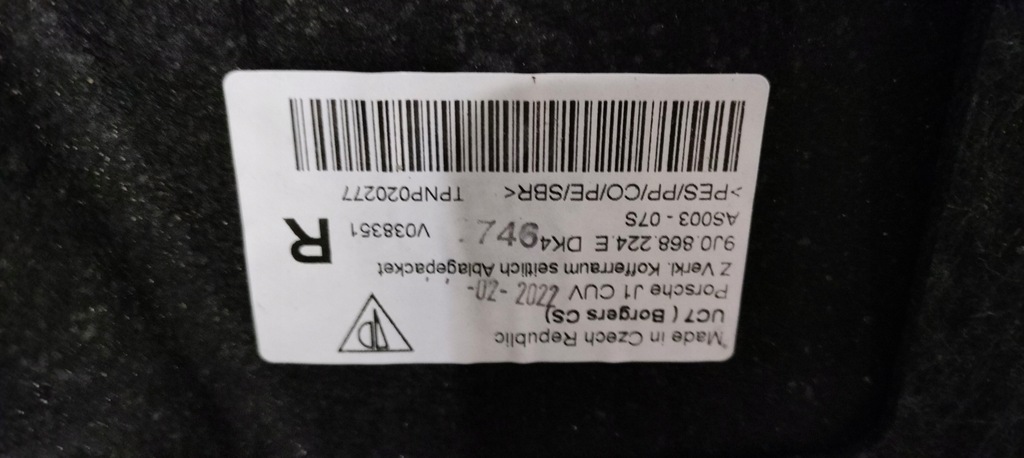 Made in Czech Republic
UC7 ( Borgers CS)
Porsche J1 CUV -02- 2022
Z Verkl. Kofferraum seitlich Ablagepacket
9J0.868.224.E DK4 746 V038351 R
AS003 - 07S
>PES/PP/CO/PE/SBR< TPNP020277